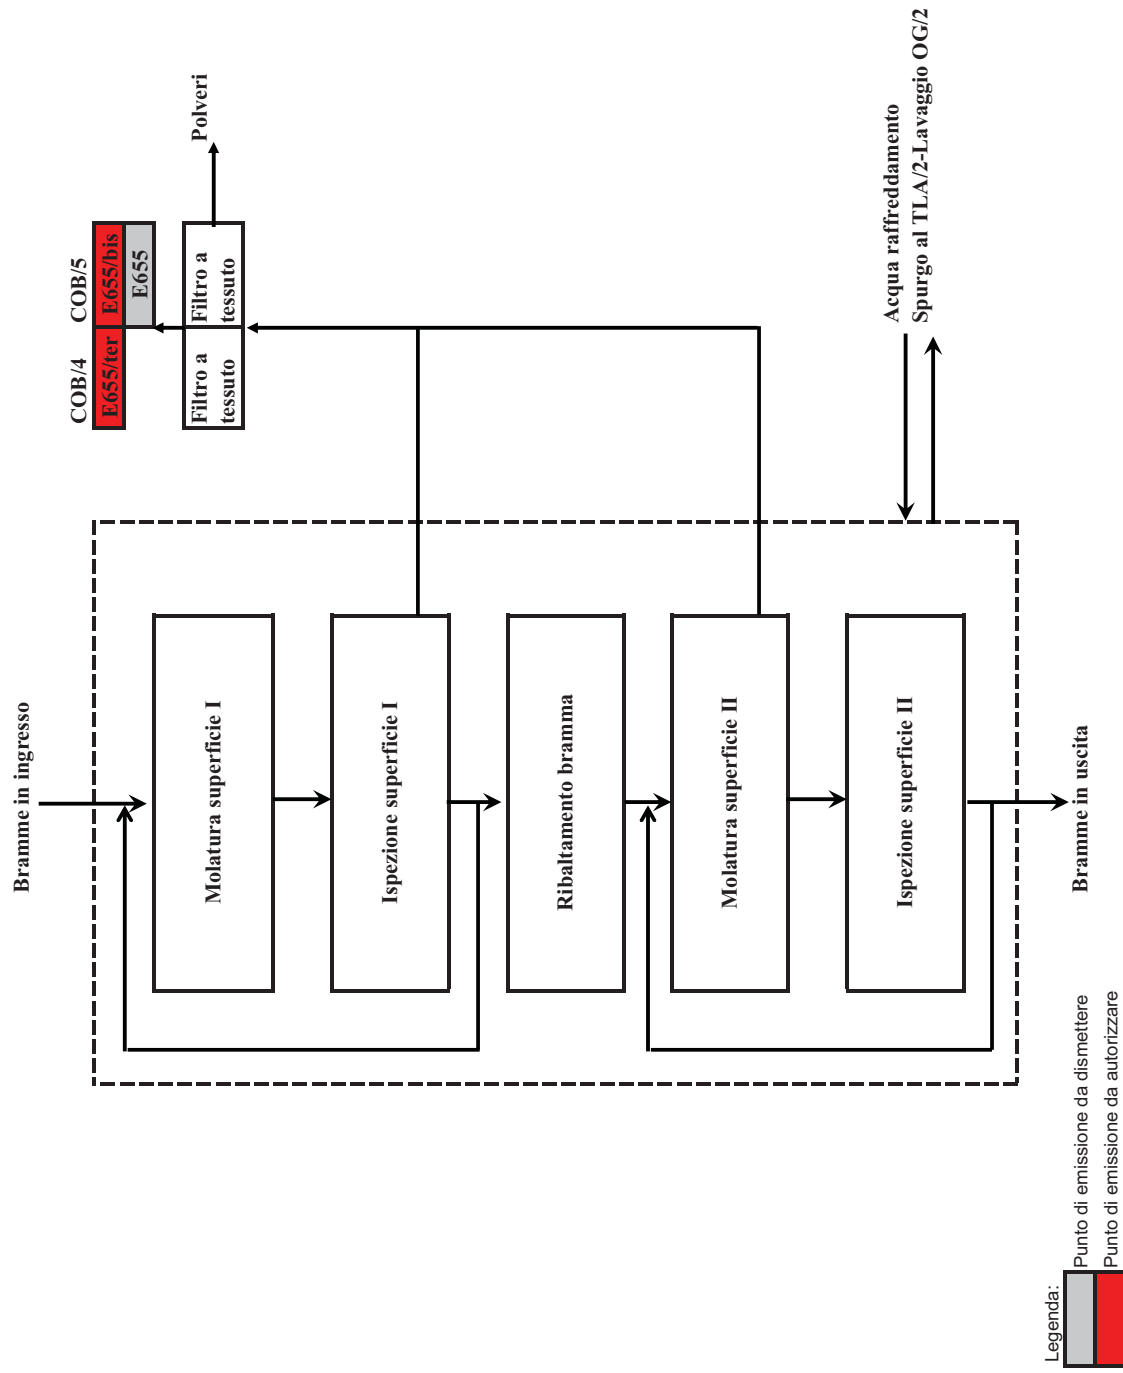 Bramme in ingresso
Molatura superficie I
Ispezione superficie I
Ribaltamento bramma
Molatura superficie II
Ispezione superficie II
Bramme in uscita
COB/4
COB/5
E655/ter
E655/bis
E655
Filtro a
tessuto
Filtro a
tessuto
Polveri
Acqua raffreddamento
Spurgo al TLA/2-Lavaggio OG/2
Legenda:
Punto di emissione da dismettere
Punto di emissione da autorizzare